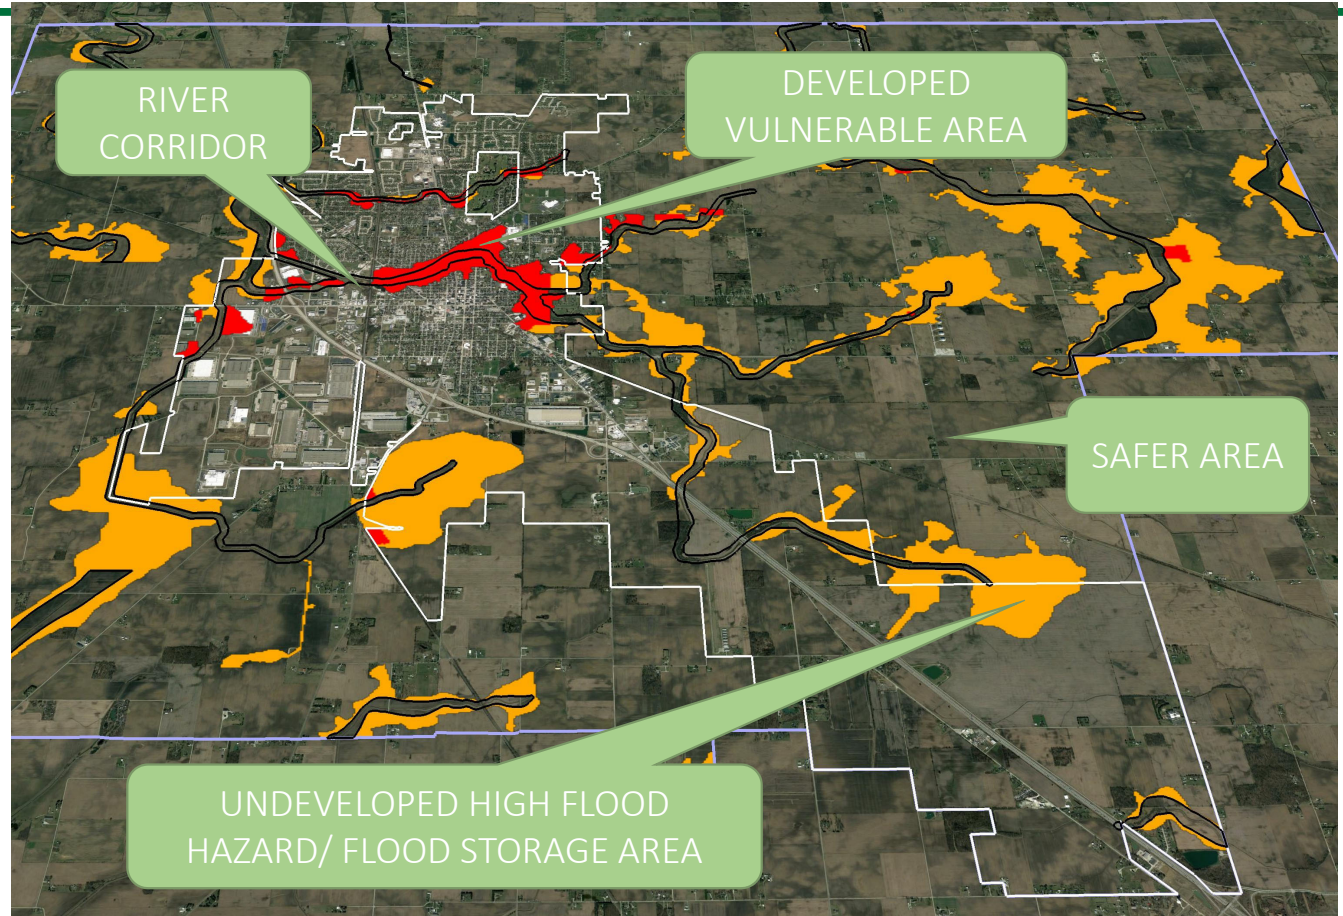 RIVER
CORRIDOR
DEVELOPED
VULNERABLE AREA
SAFER AREA
UNDEVELOPED HIGH FLOOD
HAZARD/ FLOOD STORAGE AREA